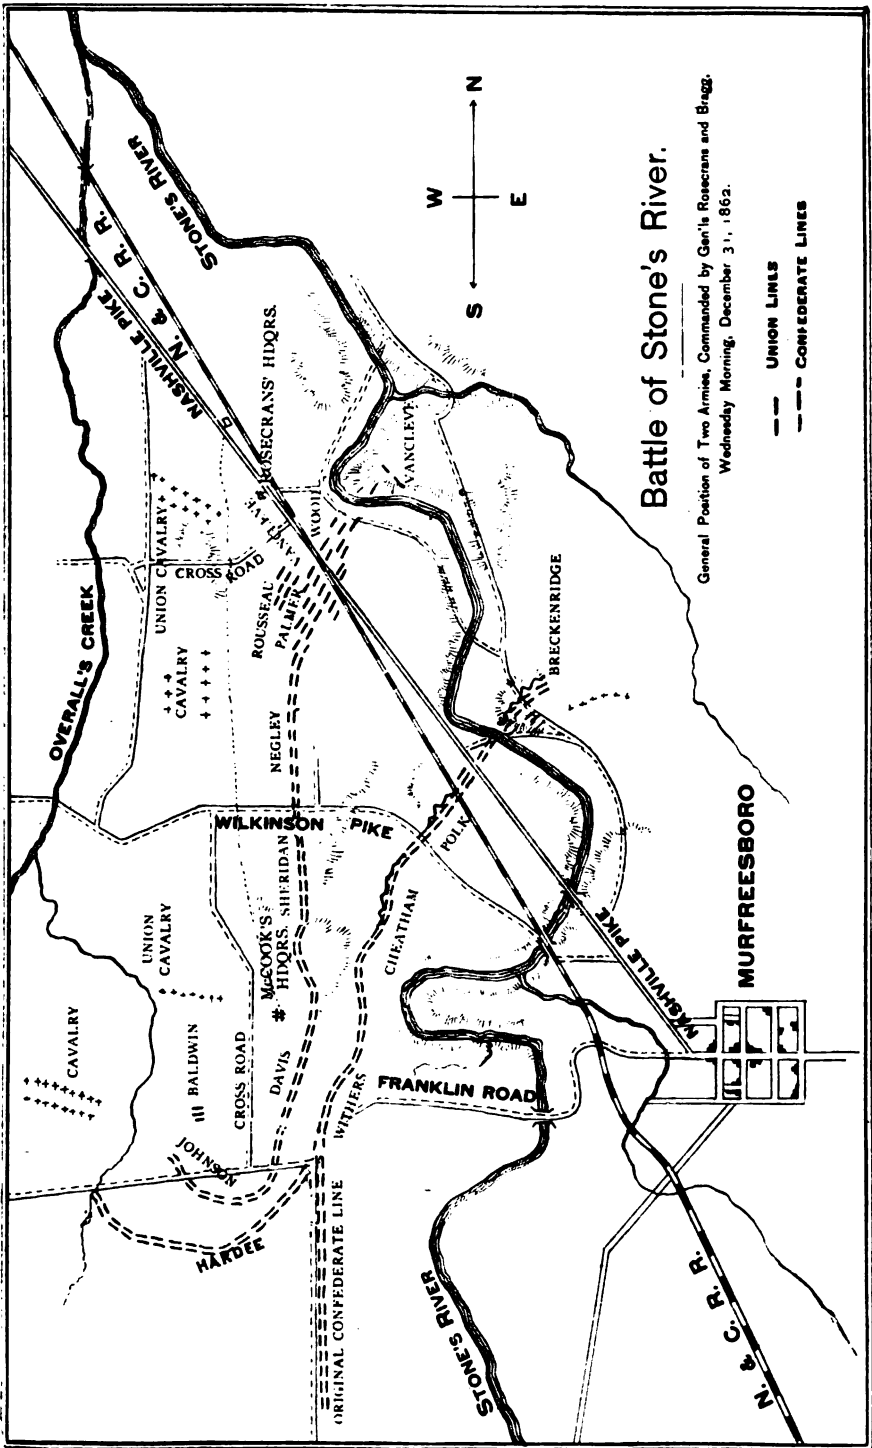 Battle of Stone's River.
General Position of Two Armies, Commanded by Gen'ls Rosecrans and Bragg.
Wednesday Morning, December 31, 1862.
UNION LINES
CONFEDERATE LINES
N
W
E
S
STONE'S RIVER
N. & C. R. R.
NASHVILLE PIKE
ROSECRANS' HDQRS.
VANCLEVE
WOOD
VANCLEVE
UNION CAVALRY
CROSS ROAD
ROUSSEAU
PALMER
OVERALL'S CREEK
CAVALRY
NEGLEY
BRECKENRIDGE
WILKINSON PIKE
POLK
SHERIDAN
CHEATHAM
McCOOK'S
HDQRS.
UNION
CAVALRY
CAVALRY
BALDWIN
CROSS ROAD
DAVIS
WITHERS
FRANKLIN ROAD
NASHVILLE PIKE
MURFREESBORO
JOHNSON
HARDEE
ORIGINAL CONFEDERATE LINE
STONE'S RIVER
N. & C. R. R.